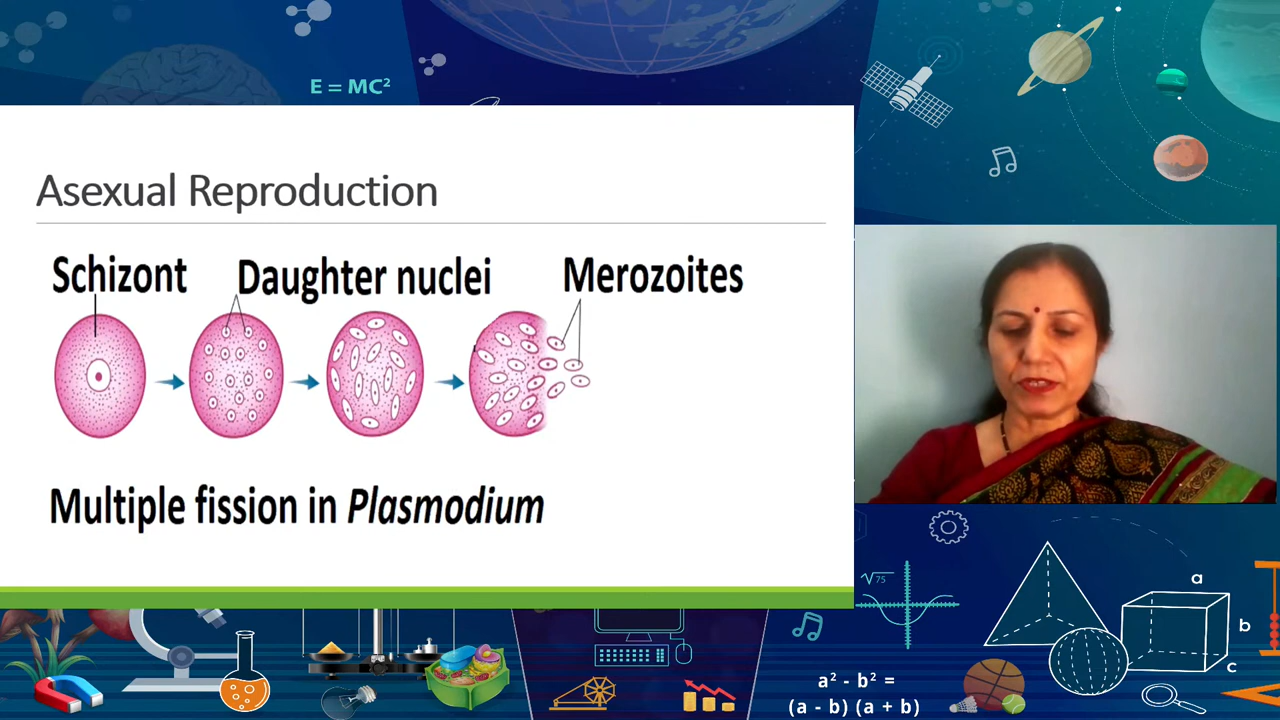 E = MC²
Asexual Reproduction
Schizont Daughter nuclei Merozoites
Multiple fission in Plasmodium
√75
a
b
c
a² - b² =
(a - b) (a + b)